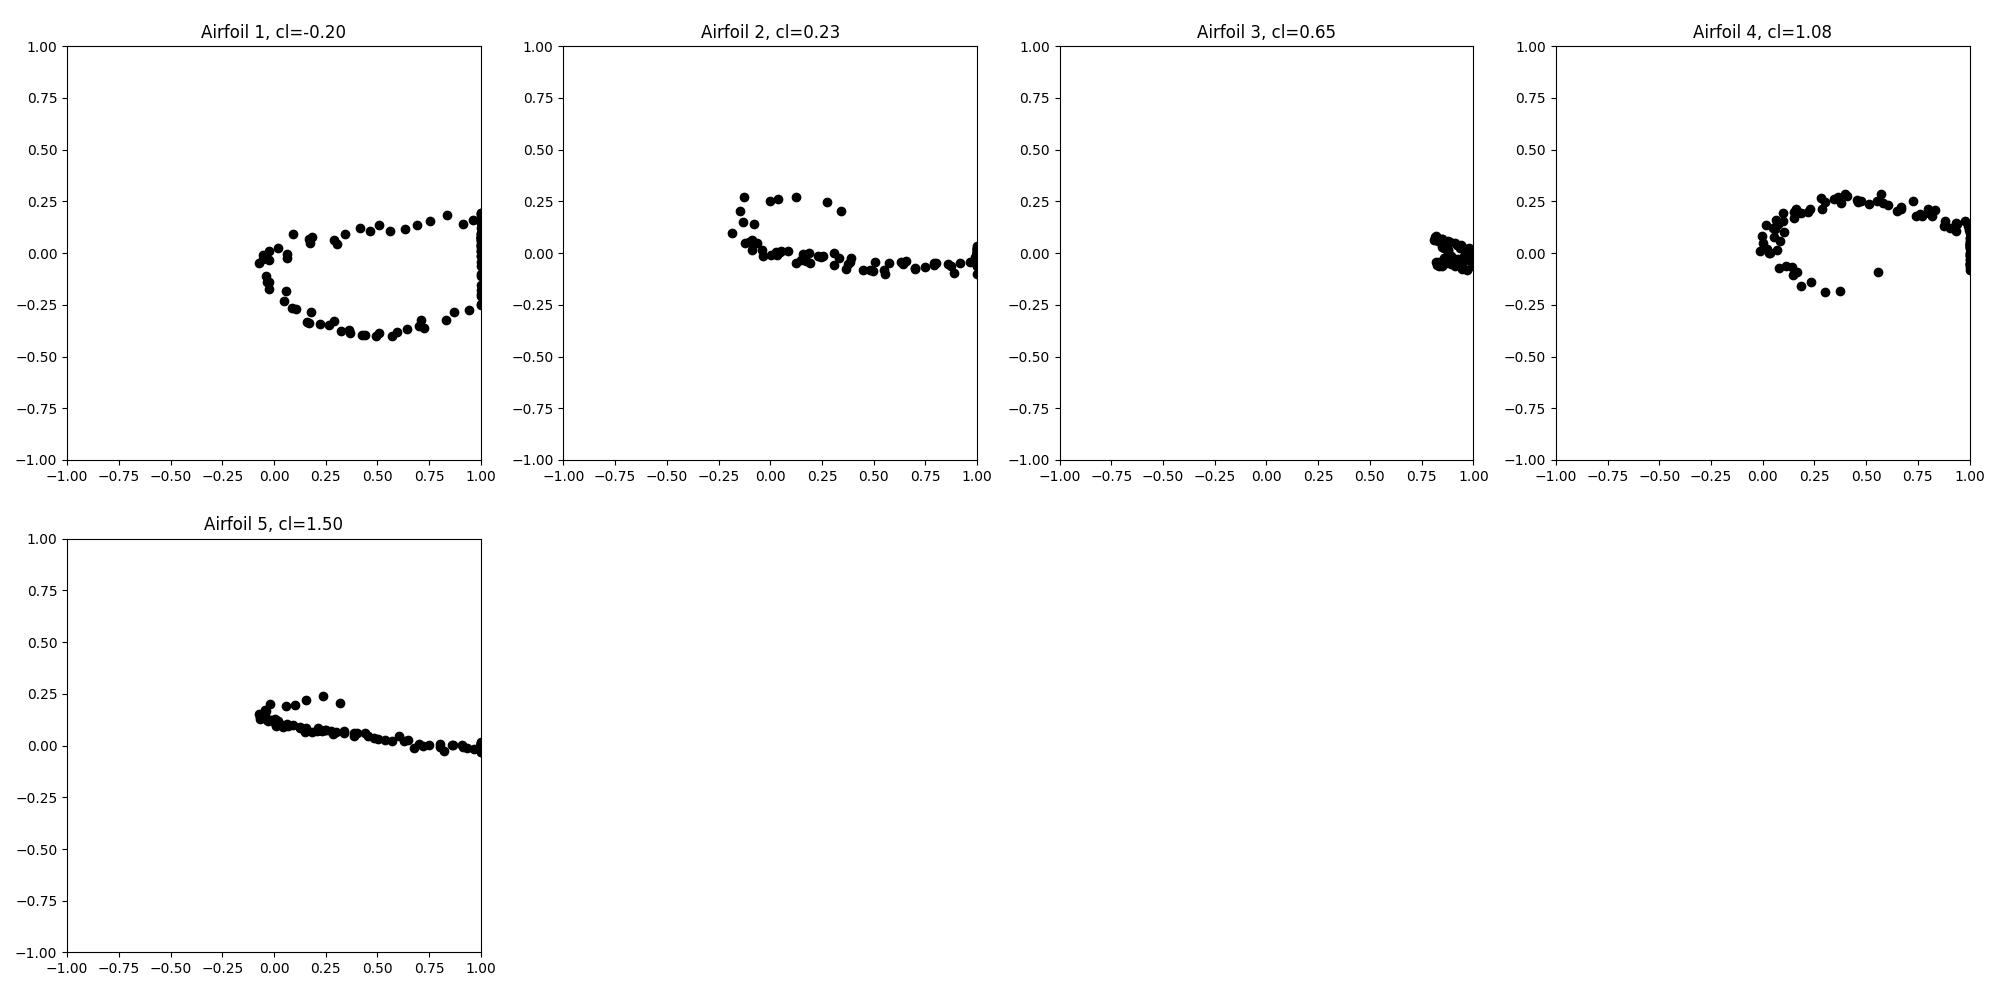 Airfoil 1, cl=-0.20
Airfoil 2, cl=0.23
Airfoil 3, cl=0.65
Airfoil 4, cl=1.08
1.00 1.00 1.00 1.00
0.75 0.75 0.75 0.75
0.50 0.50 0.50 0.50
0.25 0.25 0.25 0.25
0.00 0.00 0.00 0.00
−0.25 −0.25 −0.25 −0.25
−0.50 −0.50 −0.50 −0.50
−0.75 −0.75 −0.75 −0.75
−1.00 −1.00 −1.00 −1.00
−1.00 −0.75 −0.50 −0.25 0.00 0.25 0.50 0.75 1.00
−1.00 −0.75 −0.50 −0.25 0.00 0.25 0.50 0.75 1.00
−1.00 −0.75 −0.50 −0.25 0.00 0.25 0.50 0.75 1.00
−1.00 −0.75 −0.50 −0.25 0.00 0.25 0.50 0.75 1.00
Airfoil 5, cl=1.50
1.00
0.75
0.50
0.25
0.00
−0.25
−0.50
−0.75
−1.00
−1.00 −0.75 −0.50 −0.25 0.00 0.25 0.50 0.75 1.00